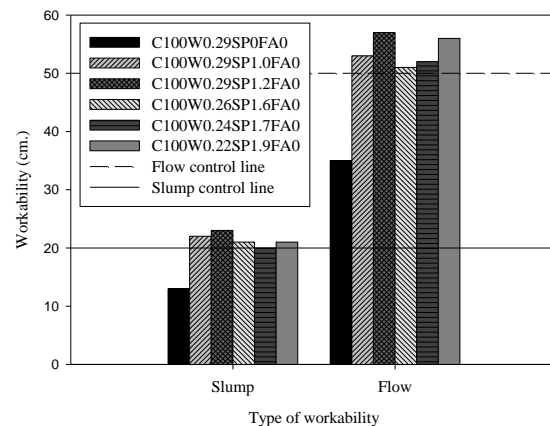 60
50
40
30
20
10
0
Workability (cm.)
C100W0.29SP0FA0
C100W0.29SP1.0FA0
C100W0.29SP1.2FA0
C100W0.26SP1.6FA0
C100W0.24SP1.7FA0
C100W0.22SP1.9FA0
Flow control line
Slump control line
Slump
Flow
Type of workability